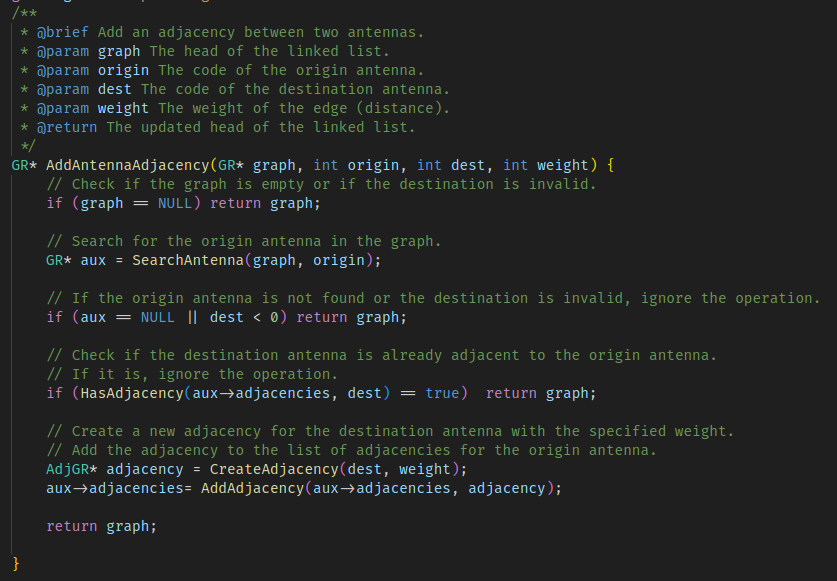 /**
 * @brief Add an adjacency between two antennas.
 * @param graph The head of the linked list.
 * @param origin The code of the origin antenna.
 * @param dest The code of the destination antenna.
 * @param weight The weight of the edge (distance).
 * @return The updated head of the linked list.
 */
GR* AddAntennaAdjacency(GR* graph, int origin, int dest, int weight) {
    // Check if the graph is empty or if the destination is invalid.
    if (graph == NULL) return graph;

    // Search for the origin antenna in the graph.
    GR* aux = SearchAntenna(graph, origin);

    // If the origin antenna is not found or the destination is invalid, ignore the operation.
    if (aux == NULL || dest < 0) return graph;

    // Check if the destination antenna is already adjacent to the origin antenna.
    // If it is, ignore the operation.
    if (HasAdjacency(aux->adjacencies, dest) == true)  return graph;

    // Create a new adjacency for the destination antenna with the specified weight.
    // Add the adjacency to the list of adjacencies for the origin antenna.
    AdjGR* adjacency = CreateAdjacency(dest, weight);
    aux->adjacencies= AddAdjacency(aux->adjacencies, adjacency);

    return graph;

}